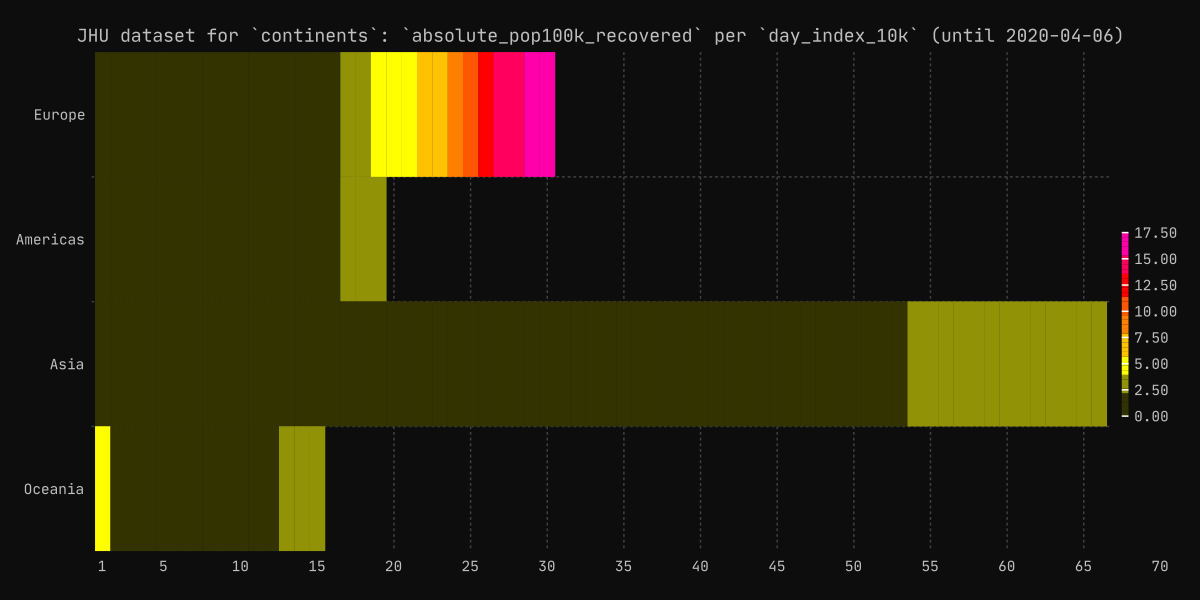 JHU dataset for `continents`: `absolute_pop100k_recovered` per `day_index_10k` (until 2020-04-06)
Europe
Americas
Asia
Oceania
17.50
15.00
12.50
10.00
7.50
5.00
2.50
0.00
1 5 10 15 20 25 30 35 40 45 50 55 60 65 70